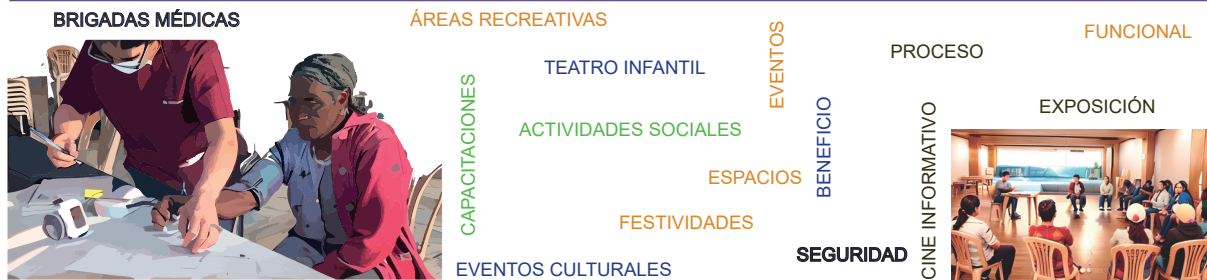 BRIGADAS MÉDICAS
ÁREAS RECREATIVAS
TEATRO INFANTIL
EVENTOS
PROCESO
FUNCIONAL
CAPACITACIONES
ACTIVIDADES SOCIALES
BENEFICIO
CINE INFORMATIVO
EXPOSICIÓN
ESPACIOS
FESTIVIDADES
SEGURIDAD
EVENTOS CULTURALES